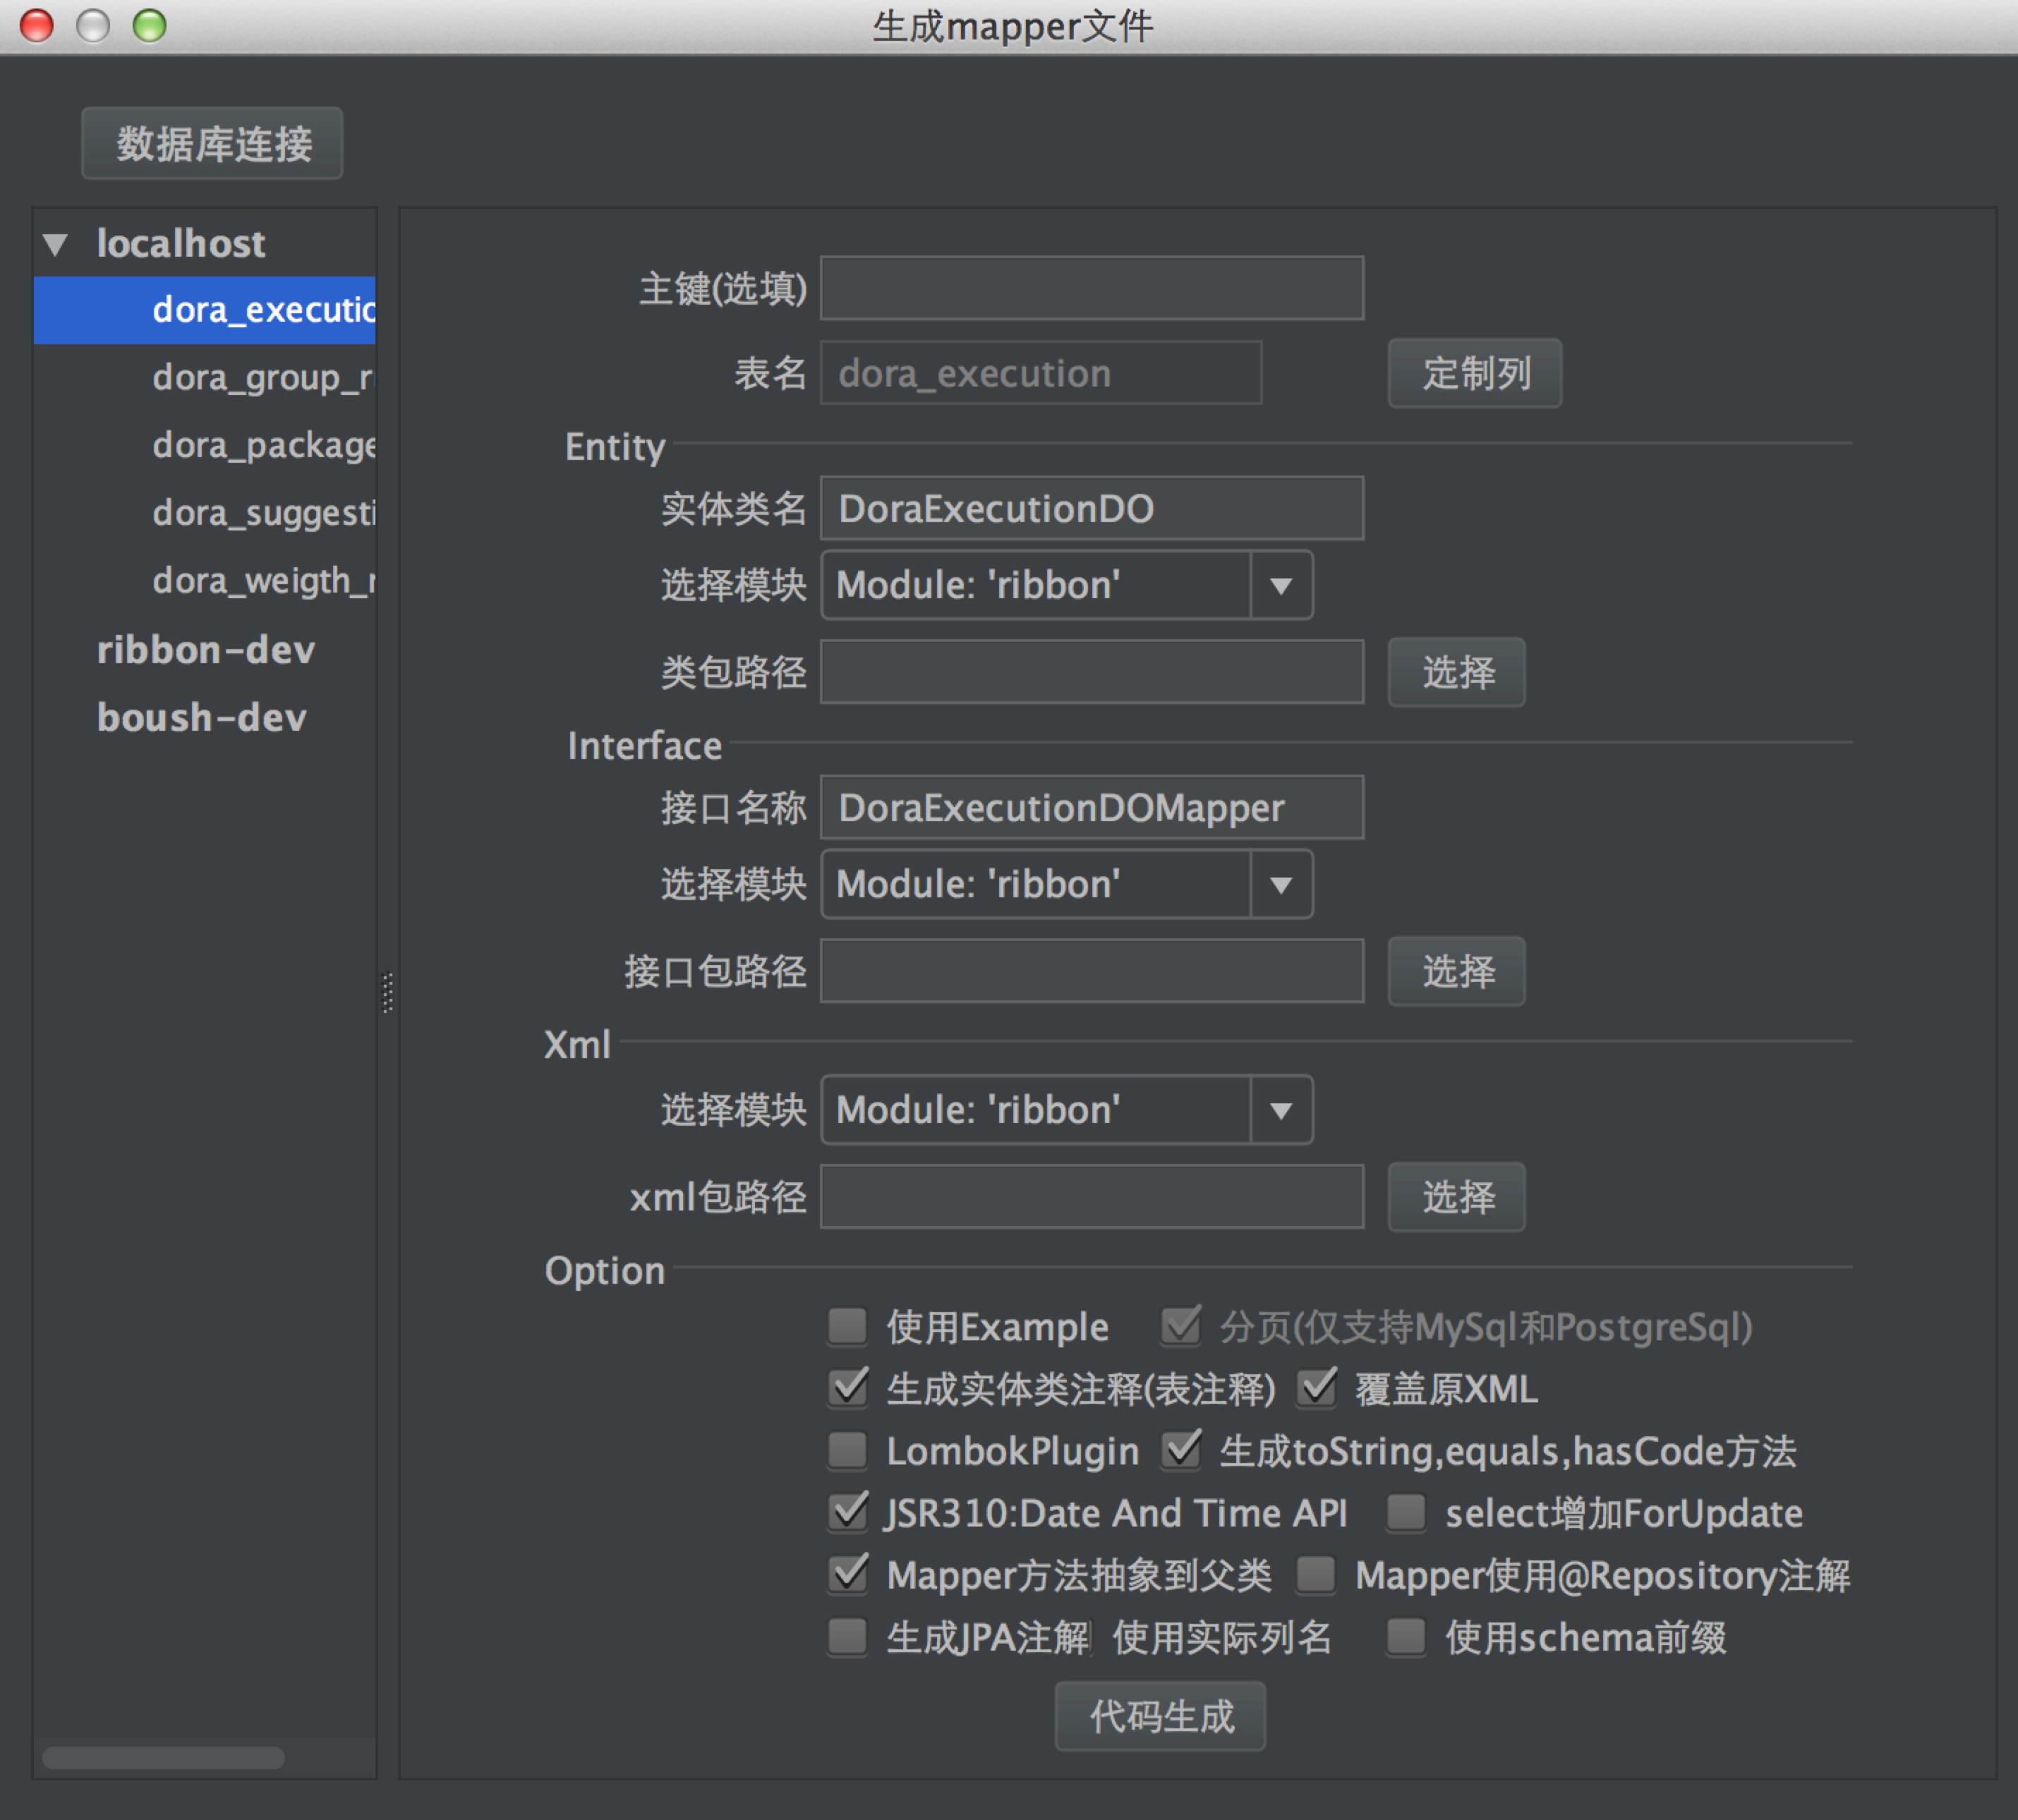 生成mapper文件
数据库连接
localhost
dora_executio
dora_group_r
dora_package
dora_suggesti
dora_weigth_r
ribbon-dev
boush-dev
主键(选填)
表名 dora_execution 定制列
Entity
实体类名 DoraExecutionDO
选择模块 Module: 'ribbon'
类包路径 选择
Interface
接口名称 DoraExecutionDOMapper
选择模块 Module: 'ribbon'
接口包路径 选择
Xml
选择模块 Module: 'ribbon'
xml包路径 选择
Option
使用Example 分页(仅支持MySql和PostgreSql)
生成实体类注释(表注释) 覆盖原XML
LombokPlugin 生成toString,equals,hasCode方法
JSR310:Date And Time API select增加ForUpdate
Mapper方法抽象到父类 Mapper使用@Repository注解
生成JPA注解 使用实际列名 使用schema前缀
代码生成